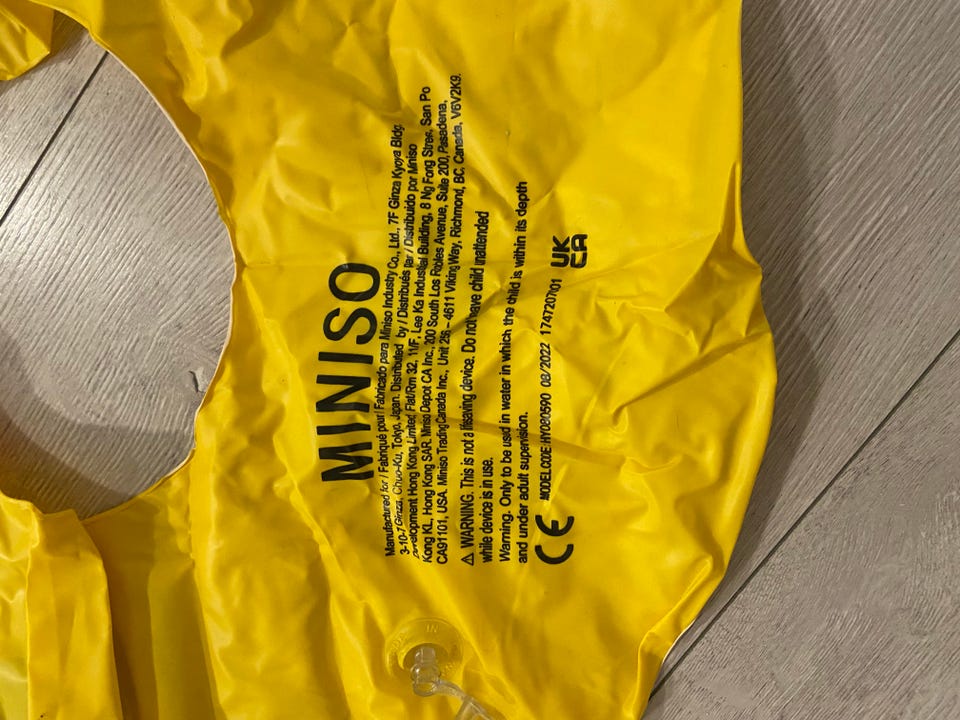 MINISO
Manufactured for / Fabriqué pour/ Fabricado para Miniso Industry Co., Ltd., 7F Ginza Kyoya Bldg.
3-10-7 Ginza, Chuo-Ku, Tokyo, Japan. Distributed by / Distribués par / Distribuido por Miniso
Development Hong Kong Limited Flat/Rm 32, 11/F, Lee Ka Industrial Building, 8 Ng Fong Street, San Po
Kong KL, Hong Kong SAR. Miniso Depot CA Inc., 200 South Los Robles Avenue, Suite 200, Pasadena,
CA91101, USA. Miniso Trading Canada Inc., Unit 256 – 4611 Viking Way, Richmond, BC, Canada, V6V2K9.
⚠ WARNING. This is not a lifesaving device. Do not leave child unattended
while device is in use.
Warning. Only to be used in water in which the child is within its depth
and under adult supervision.
CE MODEL CODE:HY080590 08/2022 174720701 UK
CA
IN